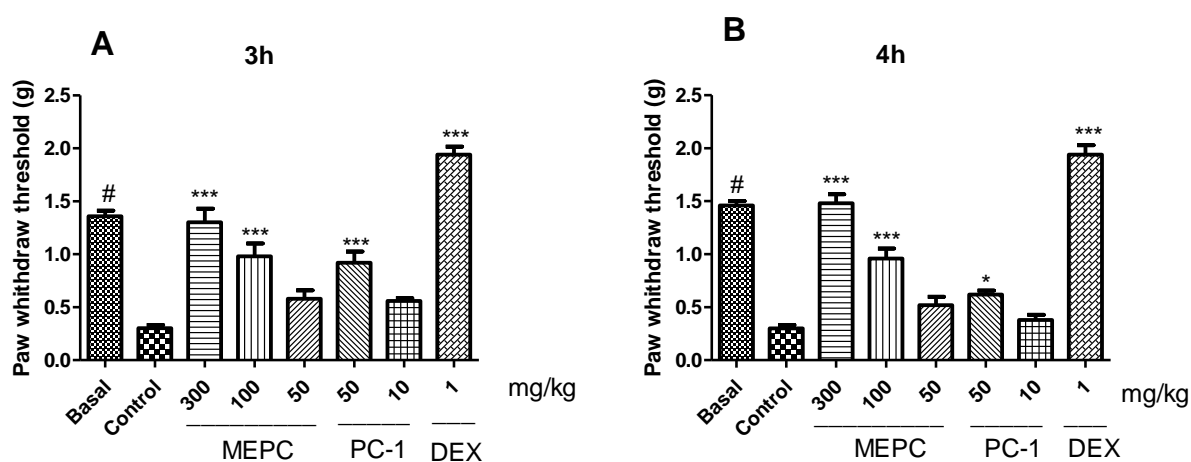 A
3h
Paw whithdraw threshold (g)
2.5
2.0
1.5
1.0
0.5
0.0
#
***
***
***
***
Basal
Control
300
100
50
50
10
1
mg/kg
MEPC
PC-1
DEX
B
4h
Paw whithdraw threshold (g)
2.5
2.0
1.5
1.0
0.5
0.0
#
***
***
*
***
Basal
Control
300
100
50
50
10
1
mg/kg
MEPC
PC-1
DEX